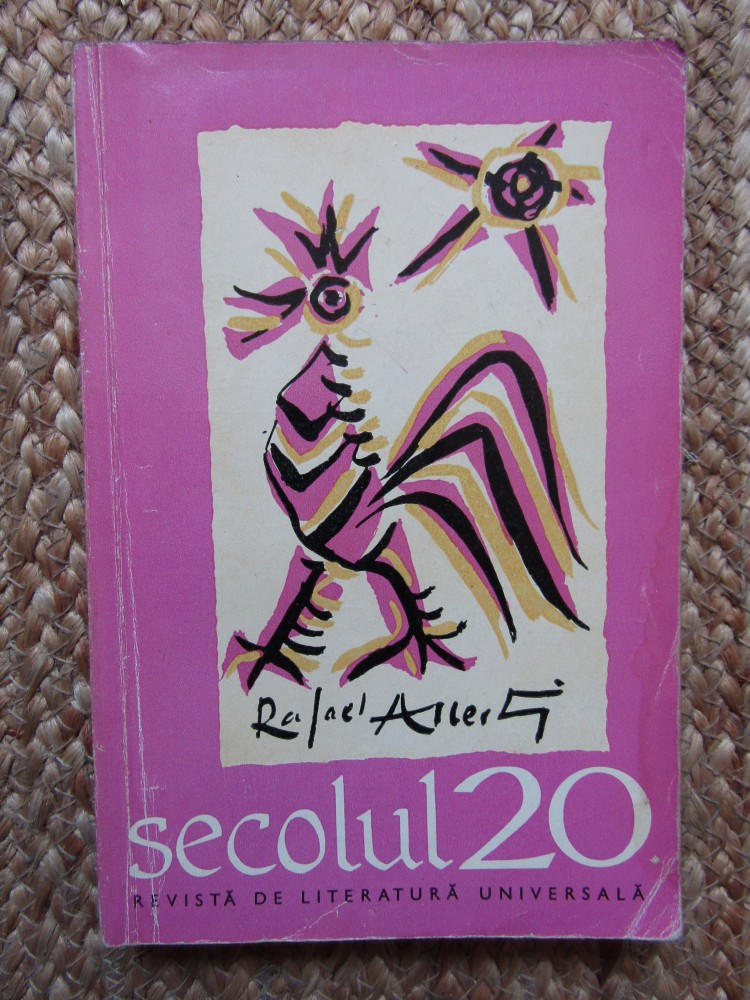 Rafael Alberti
secolul 20
REVISTĂ DE LITERATURĂ UNIVERSALĂ